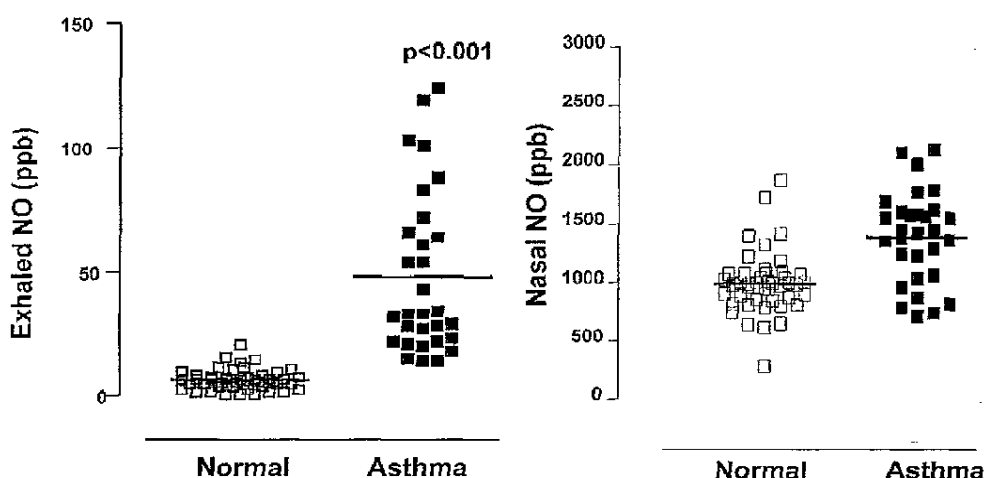 150
100
50
0
Exhaled NO (ppb)
p<0.001
Normal
Asthma
3000
2500
2000
1500
1000
500
0
Nasal NO (ppb)
Normal
Asthma